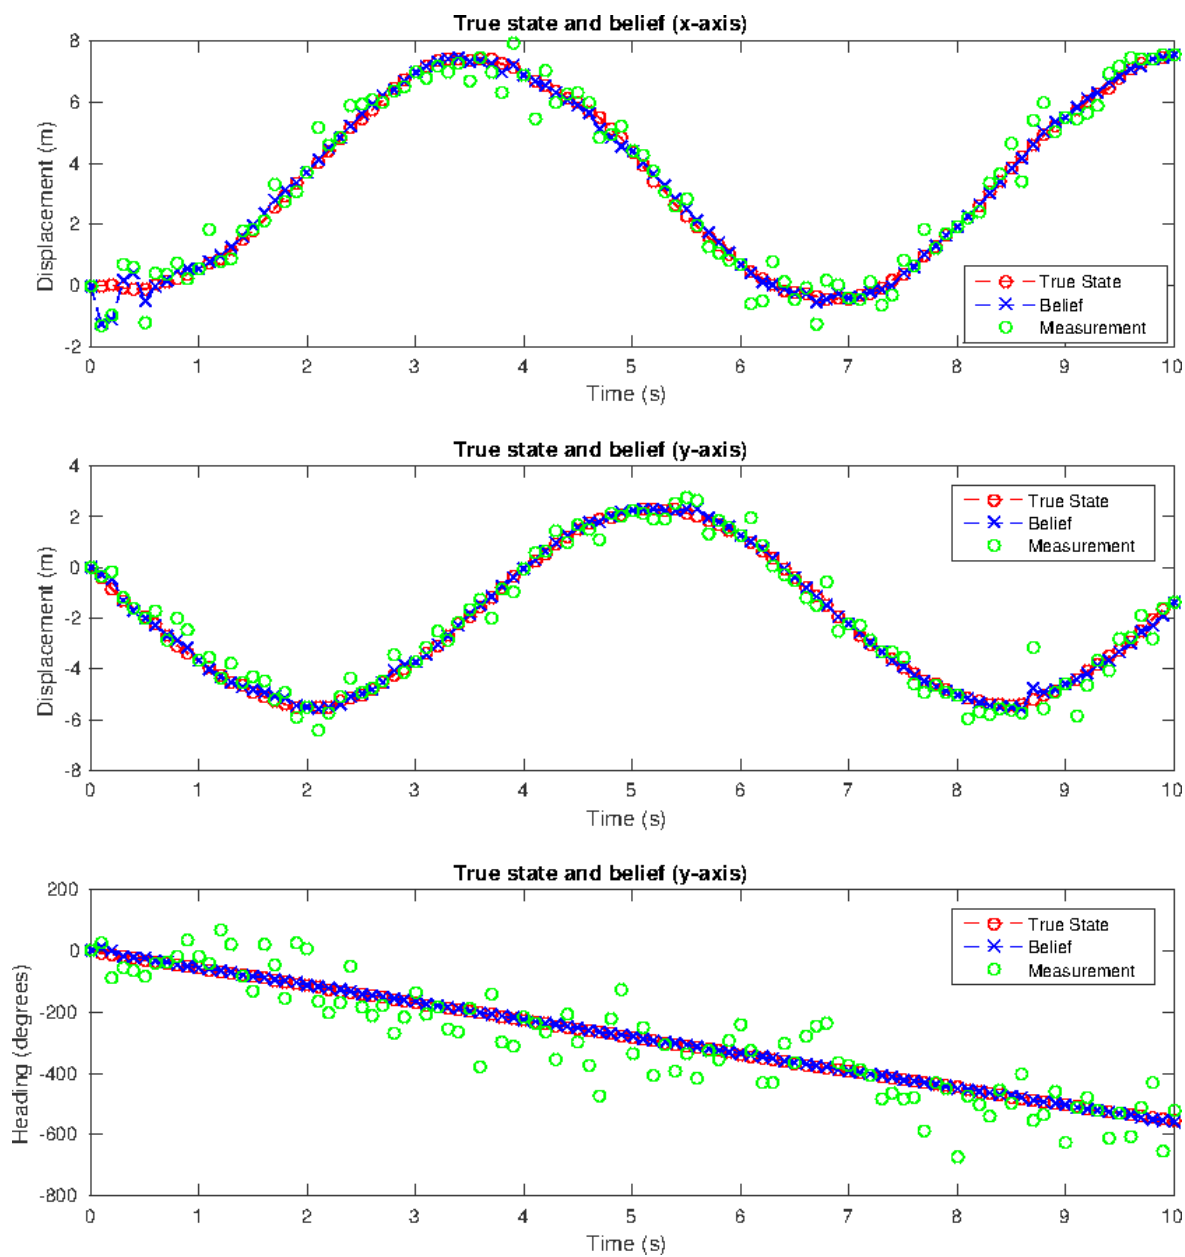 True state and belief (x-axis)
8
6
4
2
0
-2
Displacement (m)
True State
Belief
Measurement
0 1 2 3 4 5 6 7 8 9 10
Time (s)
True state and belief (y-axis)
4
2
0
-2
-4
-6
-8
Displacement (m)
True State
Belief
Measurement
0 1 2 3 4 5 6 7 8 9 10
Time (s)
True state and belief (y-axis)
200
0
-200
-400
-600
-800
Heading (degrees)
True State
Belief
Measurement
0 1 2 3 4 5 6 7 8 9 10
Time (s)